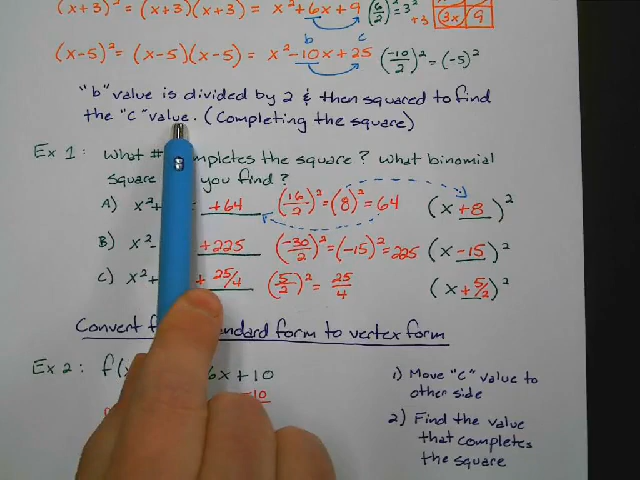 (x+3)² = (x+3)(x+3) = x²+6x+9 (6/2)² = 3² +3 3x 9
b c
(x-5)² = (x-5)(x-5) = x²-10x+25 (-10/2)² = (-5)²
"b" value is divided by 2 & then squared to find
the "c" value. (Completing the square)
Ex 1: What # completes the square? What binomial
square you find?
A) x²+ +64 (16/2)² = (8)² = 64 (x +8)²
B) x²- +225 (-30/2)² = (-15)² = 225 (x -15)²
C) x²+ + 25/4 (5/2)² = 25/4 (x + 5/2)²
Convert standard form to vertex form
Ex 2: f(x 6x+10
-10
1) Move "c" value to
other side
2) Find the value
that completes
the square